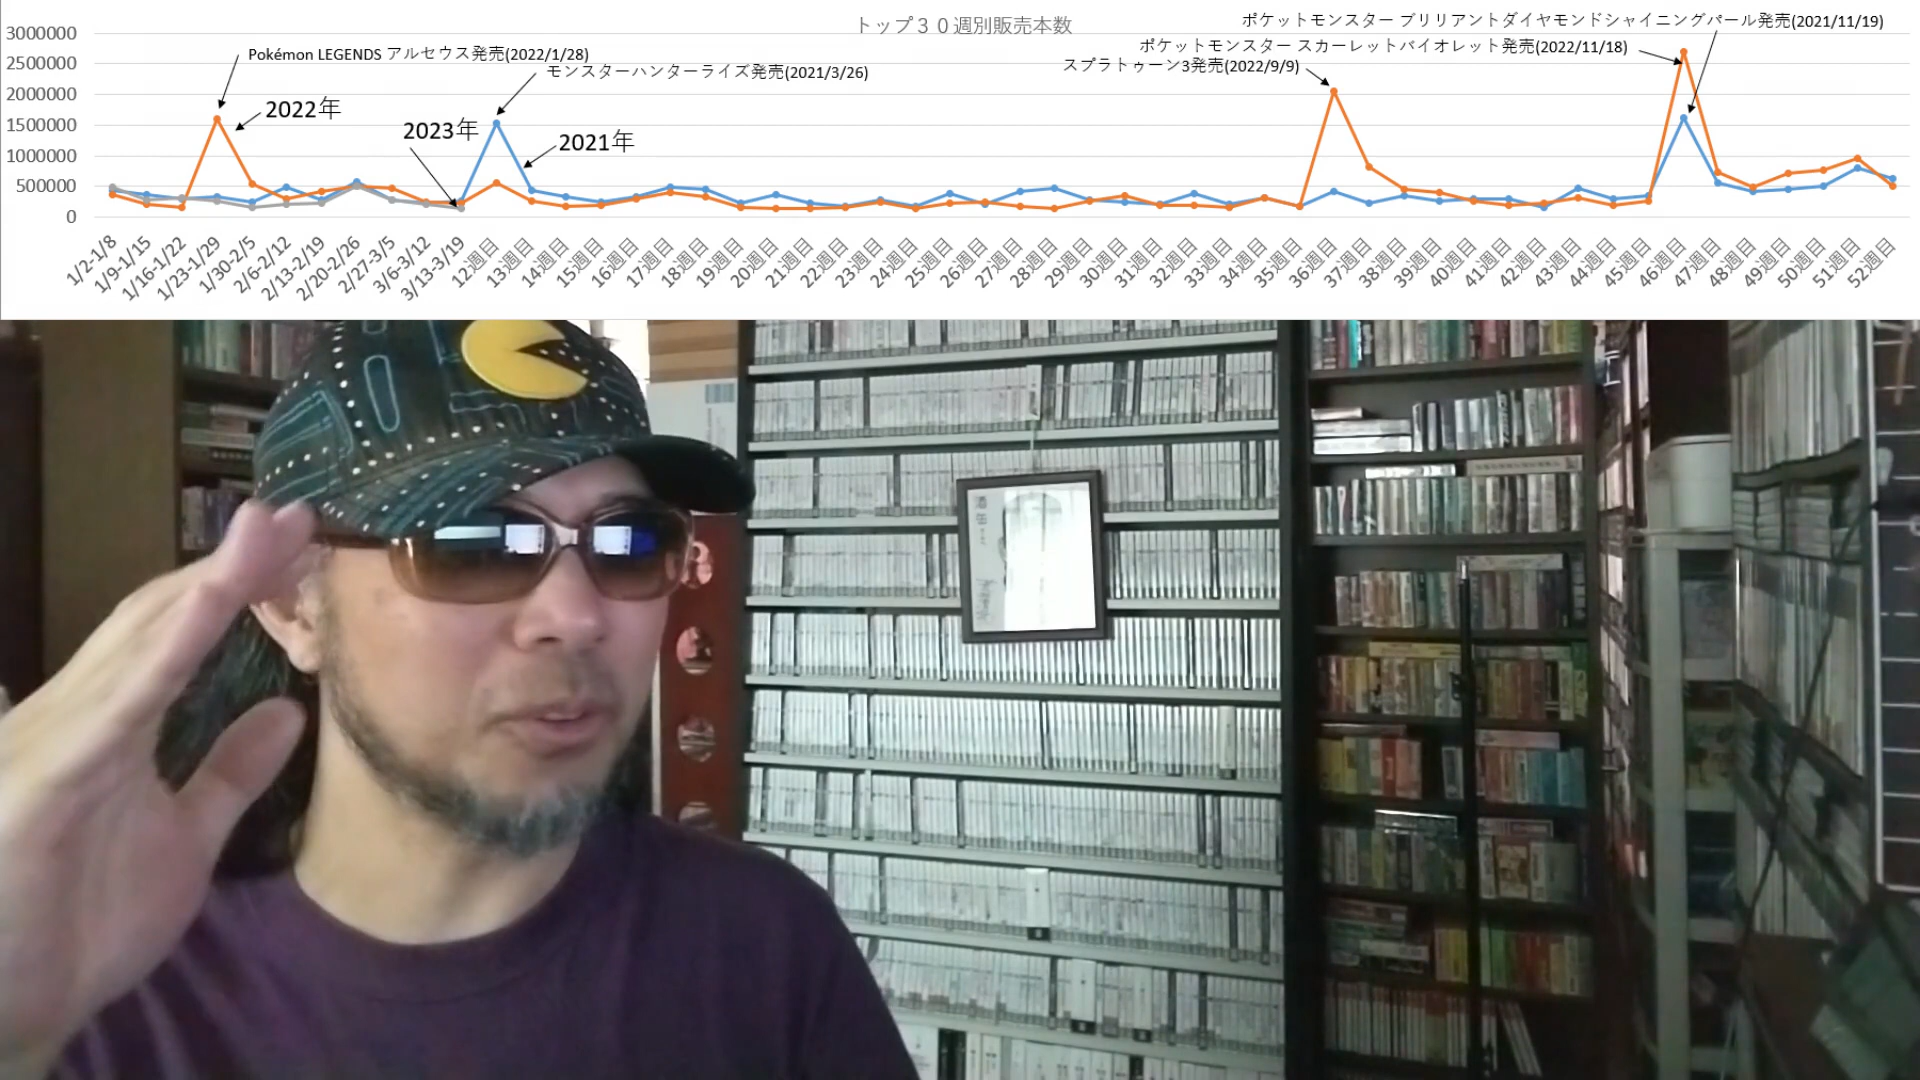 トップ３０週別販売本数
3000000
2500000
2000000
1500000
1000000
500000
0
Pokémon LEGENDS アルセウス発売(2022/1/28)
モンスターハンターライズ発売(2021/3/26)
2022年
2023年
2021年
ポケットモンスター ブリリアントダイヤモンドシャイニングパール発売(2021/11/19)
ポケットモンスター スカーレットバイオレット発売(2022/11/18)
スプラトゥーン3発売(2022/9/9)
1/2-1/8
1/9-1/15
1/16-1/22
1/23-1/29
1/30-2/5
2/6-2/12
2/13-2/19
2/20-2/26
2/27-3/5
3/6-3/12
3/13-3/19
12週目
13週目
14週目
15週目
16週目
17週目
18週目
19週目
20週目
21週目
22週目
23週目
24週目
25週目
26週目
27週目
28週目
29週目
30週目
31週目
32週目
33週目
34週目
35週目
36週目
37週目
38週目
39週目
40週目
41週目
42週目
43週目
44週目
45週目
46週目
47週目
48週目
49週目
50週目
51週目
52週目